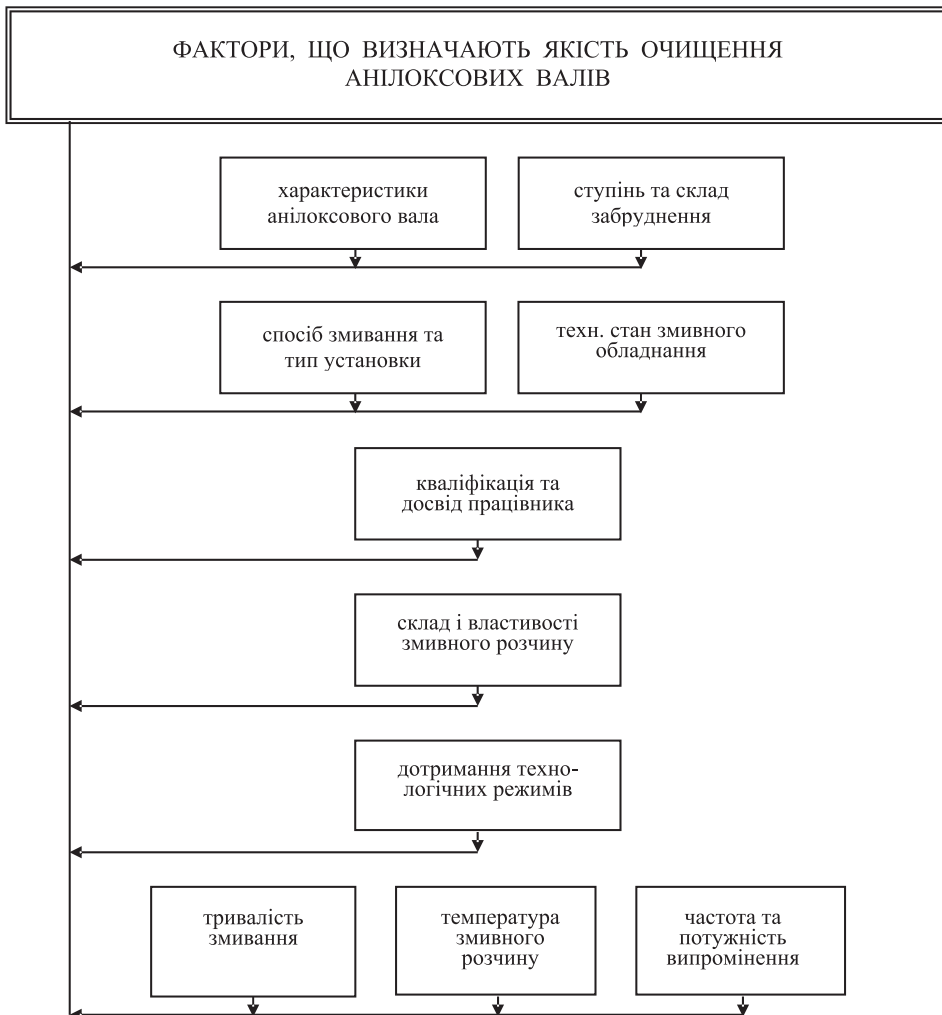 ФАКТОРИ, ЩО ВИЗНАЧАЮТЬ ЯКІСТЬ ОЧИЩЕННЯ
АНІЛОКСОВИХ ВАЛІВ
характеристики
анілоксового вала
ступінь та склад
забруднення
спосіб змивання та
тип установки
техн. стан змивного
обладнання
кваліфікація та
досвід працівника
склад і властивості
змивного розчину
дотримання техно-
логічних режимів
тривалість
змивання
температура
змивного
розчину
частота та
потужність
випромінення